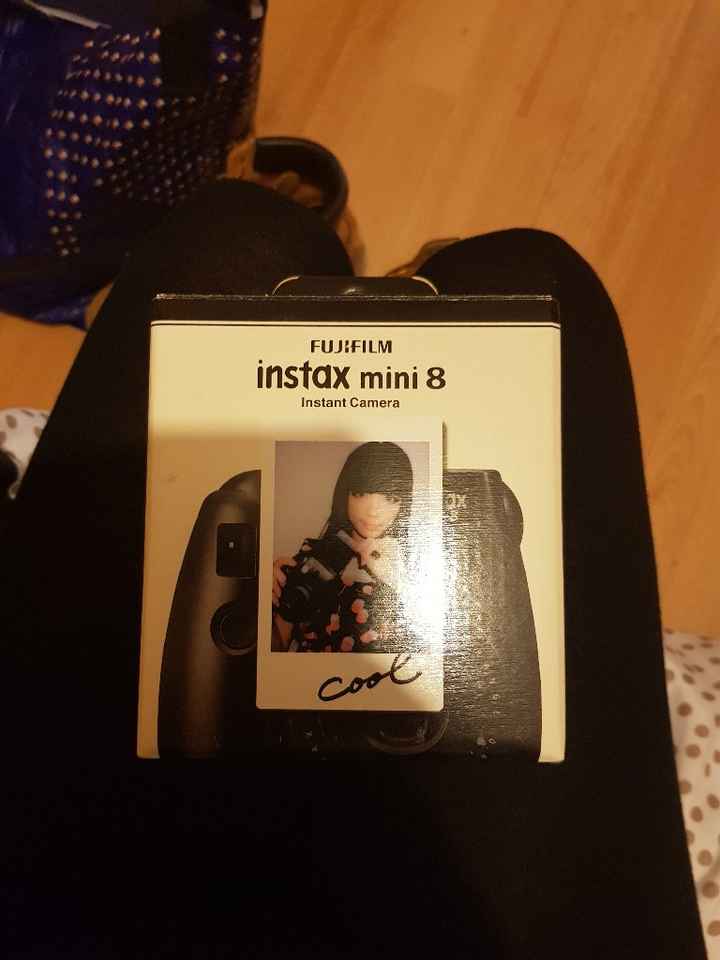 FUJIFILM
instax mini 8
Instant Camera
cool